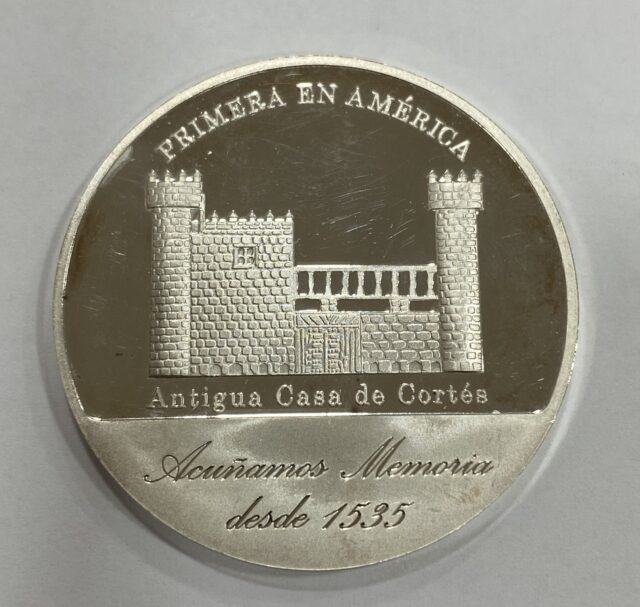 PRIMERA EN AMÉRICA
Antigua Casa de Cortés
Acuñamos Memoria
desde 1535